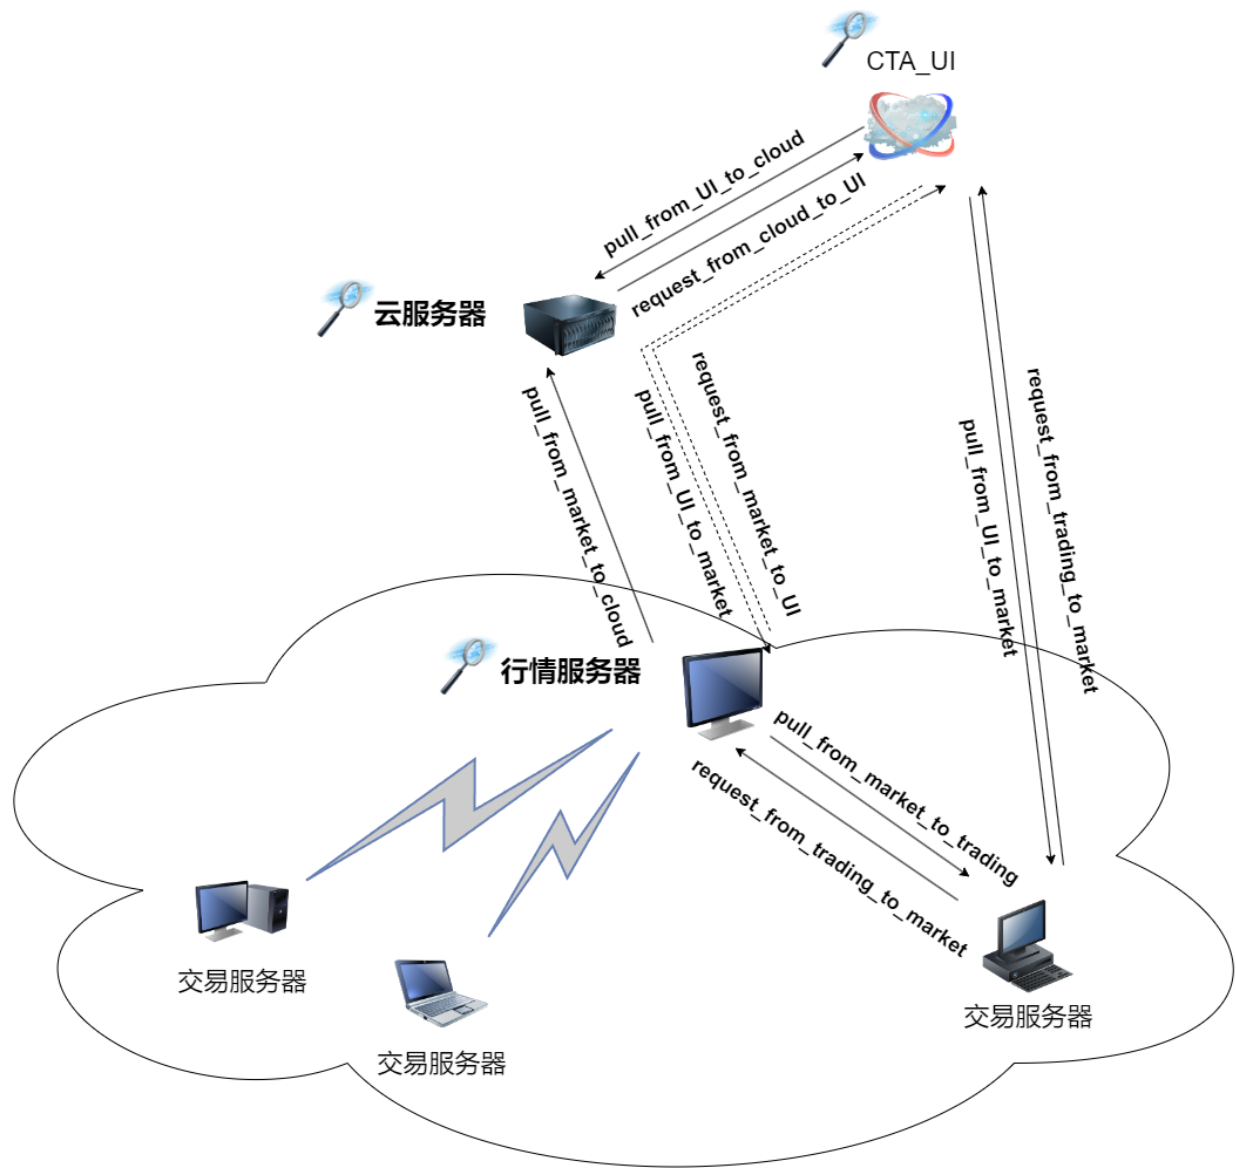 CTA_UI
pull_from_UI_to_cloud
request_from_cloud_to_UI
云服务器
pull_from_market_to_cloud
pull_from_UI_to_market
request_from_market_to_UI
pull_from_UI_to_market
request_from_trading_to_market
行情服务器
pull_from_market_to_trading
request_from_trading_to_market
交易服务器
交易服务器
交易服务器